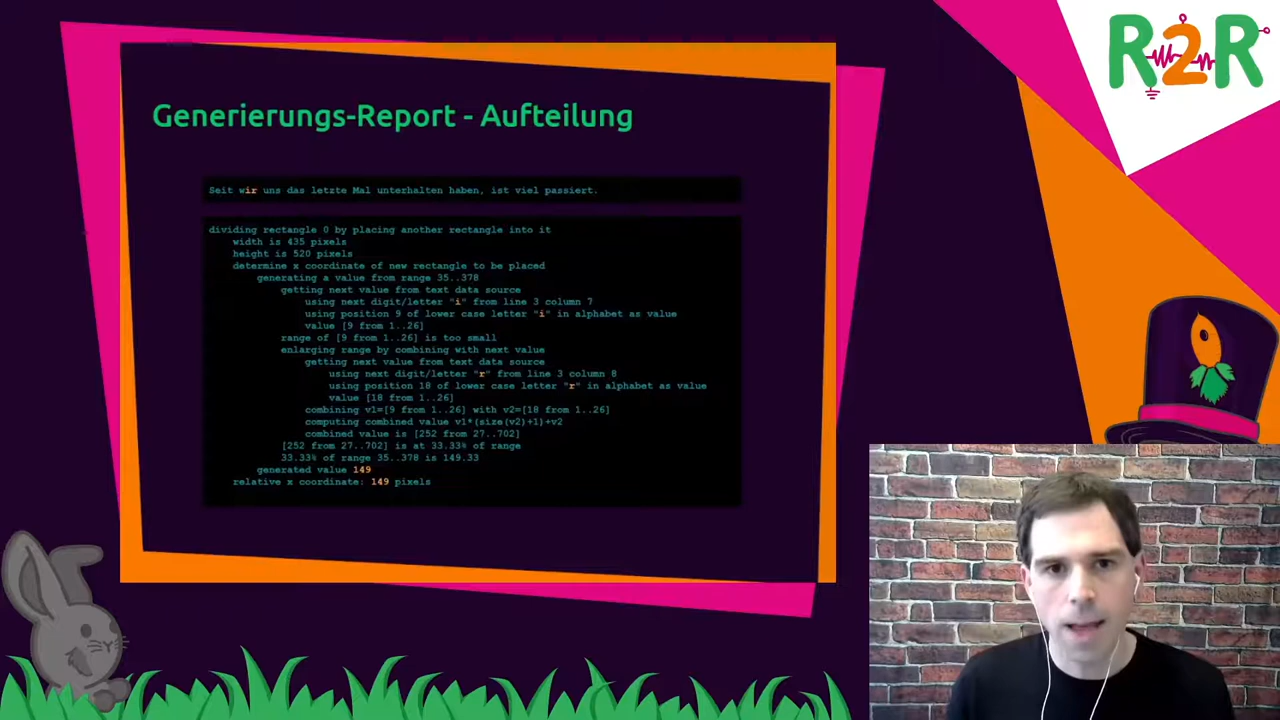 R2R
Generierungs-Report - Aufteilung
Seit wir uns das letzte Mal unterhalten haben, ist viel passiert.
dividing rectangle 0 by placing another rectangle into it
width is 435 pixels
height is 520 pixels
determine x coordinate of new rectangle to be placed
generating a value from range 35..378
getting next value from text data source
using next digit/letter "i" from line 3 column 7
using position 9 of lower case letter "i" in alphabet as value
value [9 from 1..26]
range of [9 from 1..26] is too small
enlarging range by combining with next value
getting next value from text data source
using next digit/letter "r" from line 3 column 8
using position 18 of lower case letter "r" in alphabet as value
value [18 from 1..26]
combining v1=[9 from 1..26] with v2=[18 from 1..26]
computing combined value v1*(size(v2)+1)+v2
combined value is [252 from 27..702]
[252 from 27..702] is at 33.33% of range
33.33% of range 35..378 is 149.33
generated value 149
relative x coordinate: 149 pixels